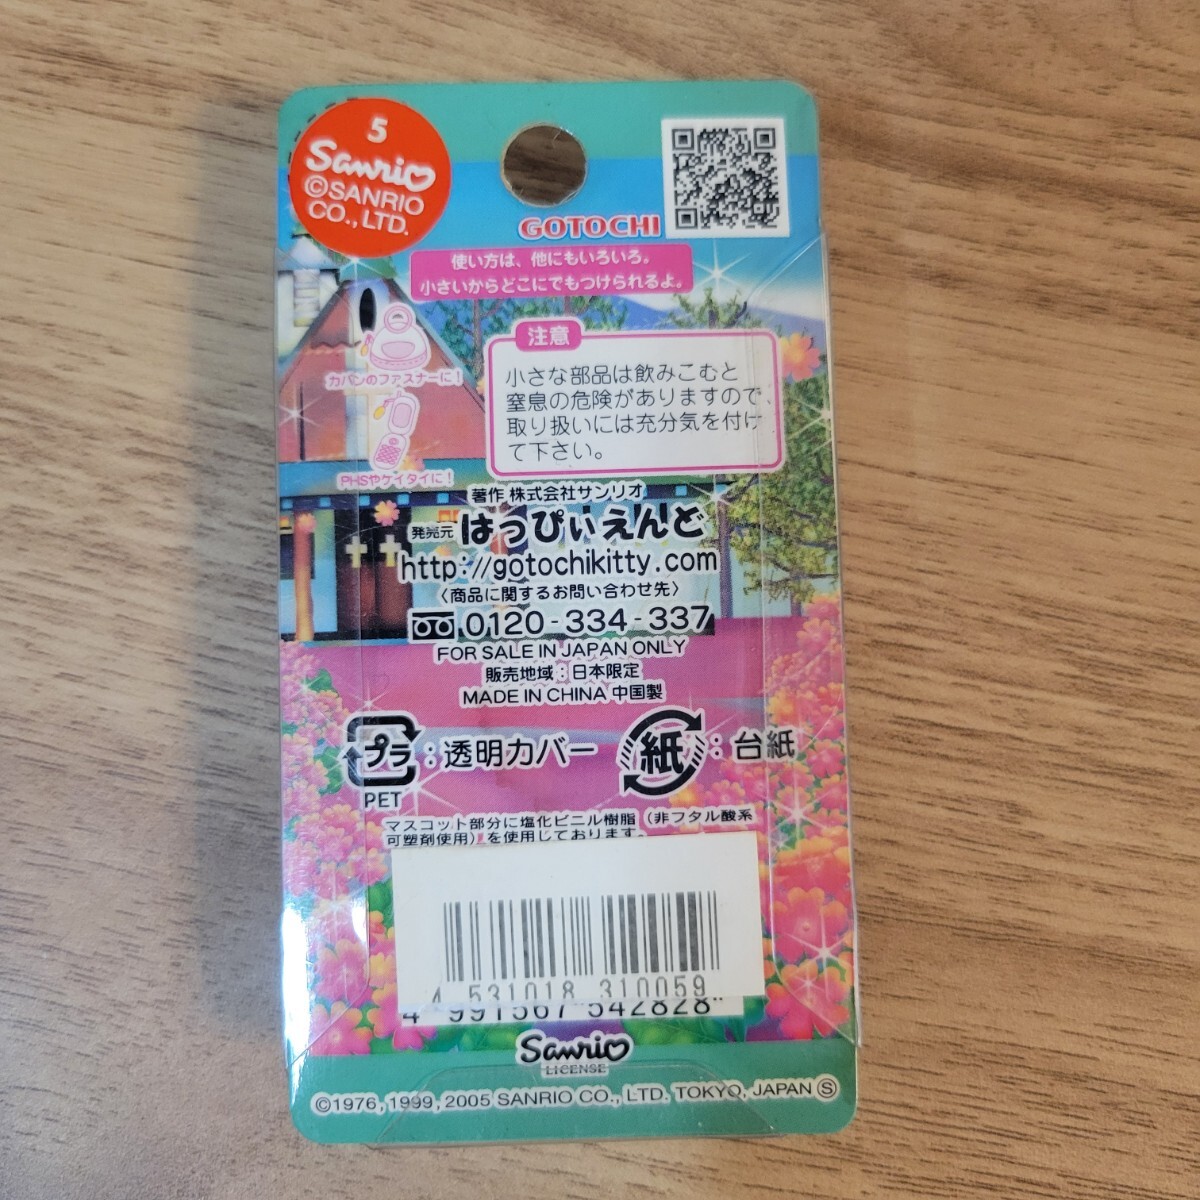 5
Sanrio
©SANRIO
CO., LTD.
GOTOCHI
使い方は、他にもいろいろ。
小さいからどこにでもつけられるよ。
カバンのファスナーに!
PHSやケイタイに!
注意
小さな部品は飲みこむと
窒息の危険がありますので、
取り扱いには充分気を付け
て下さい。
著作 株式会社サンリオ
発売元 はっぴぃえんど
http://gotochikitty.com
〈商品に関するお問い合わせ先〉
0120-334-337
FOR SALE IN JAPAN ONLY
販売地域:日本限定
MADE IN CHINA 中国製
プラ:透明カバー
PET
紙:台紙
マスコット部分に塩化ビニル樹脂(非フタル酸系
可塑剤使用)を使用しております。
4 531018 310059
4 991567 542828
Sanrio
LICENSE
©1976, 1999, 2005 SANRIO CO., LTD. TOKYO, JAPAN Ⓢ